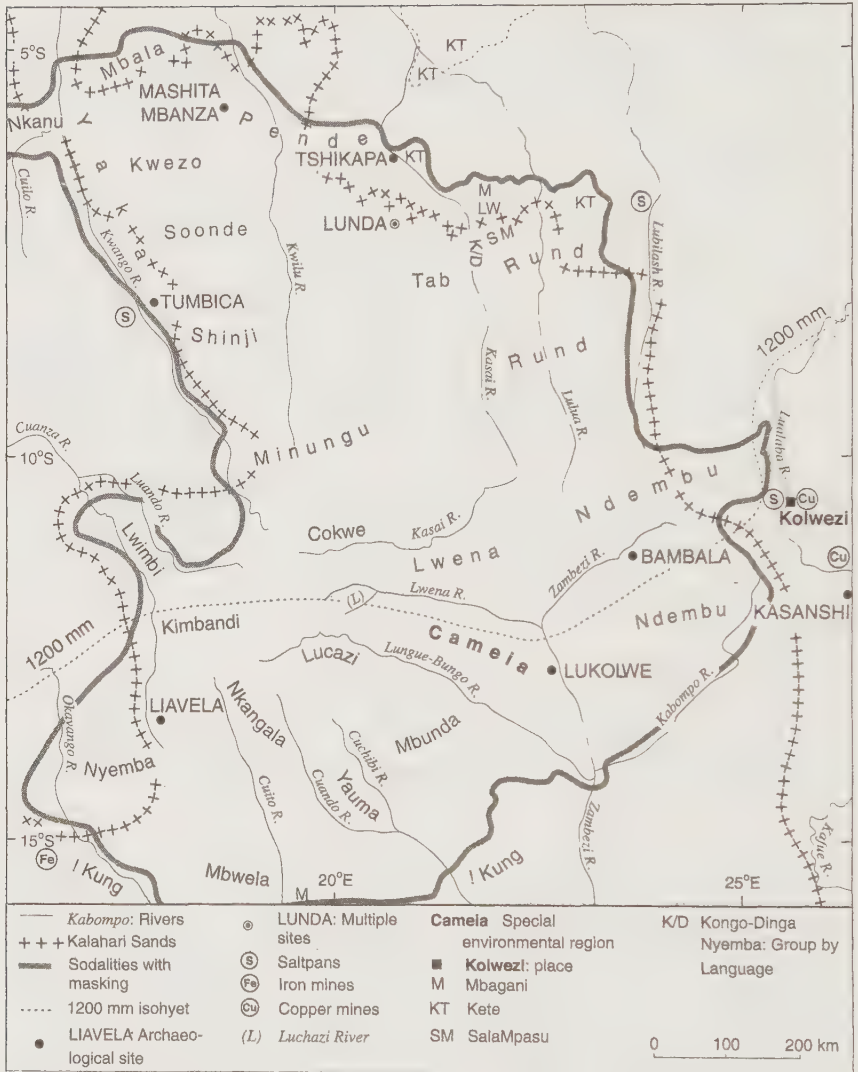 5°S
Mbala
KT
KT
MASHITA
MBANZA
Nkanu
Yaka
Pende
Kwezo
TSHIKAPA
KT
Cuilo R.
M
LW
KT
S
Soonde
LUNDA
SM
K/D
Rund
Kwango R.
Kwilu R.
Tab
Lubilash R.
TUMBICA
S
Shinji
Rund
1200 mm
Kasai R.
Lulua R.
Cuanza R.
Minungu
10°S
Lualaba R.
Luando R.
Ndembu
S
Cu
Kolwezi
Cokwe
Kasai R.
Lwimbi
Lwena
Zambezi R.
BAMBALA
Cu
(L)
Lwena R.
Kimbandi
Ndembu
KASANSHI
1200 mm
Cameia
Lucazi
Lungue-Bungo R.
LUKOLWE
Kabompo R.
Okavango R.
LIAVELA
Nkangala
Mbunda
Cuchibi R.
Nyemba
Yauma
Cuito R.
Cuando R.
Zambezi R.
15°S
Fe
! Kung
Mbwela
20°E
! Kung
25°E
Kafue R.
M
Kabompo: Rivers
+ + + Kalahari Sands
Sodalities with
masking
1200 mm isohyet
LIAVELA Archaeo-
logical site
LUNDA: Multiple
sites
S Saltpans
Fe Iron mines
Cu Copper mines
(L) Luchazi River
Cameia Special
environmental region
Kolwezi: place
M Mbagani
KT Kete
SM SalaMpasu
K/D Kongo-Dinga
Nyemba: Group by
Language
0 100 200 km